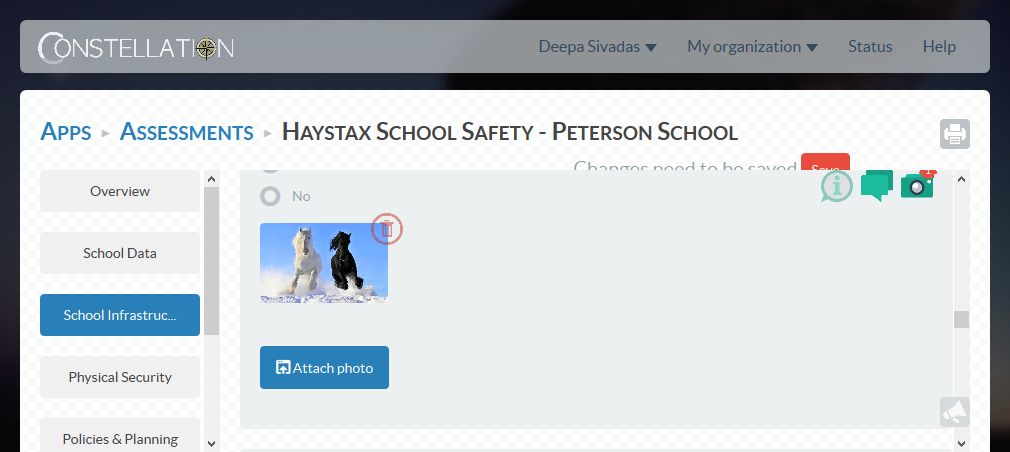 CONSTELLATION
Deepa Sivadas My organization Status Help
APPS ASSESSMENTS HAYSTAX SCHOOL SAFETY - PETERSON SCHOOL
Changes need to be saved Save
Overview
No
School Data
School Infrastruc...
Attach photo
Physical Security
Policies & Planning